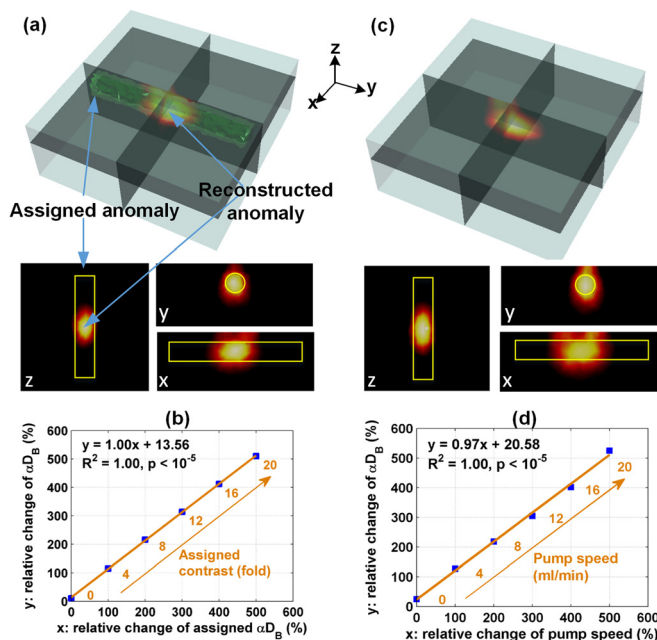 (a)
(c)
z
y
x
Assigned anomaly
Reconstructed
anomaly
z
y
x
z
y
x
(b)
y = 1.00x + 13.56
R² = 1.00, p < 10⁻⁵
y: relative change of αD_B (%)
600
500
400
300
200
100
0
0
4
8
12
16
20
Assigned
contrast (fold)
0 100 200 300 400 500 600
x: relative change of assigned αD_B (%)
(d)
y = 0.97x + 20.58
R² = 1.00, p < 10⁻⁵
y: relative change of αD_B (%)
600
500
400
300
200
100
0
0
4
8
12
16
20
Pump speed
(ml/min)
0 100 200 300 400 500 600
x: relative change of pump speed (%)